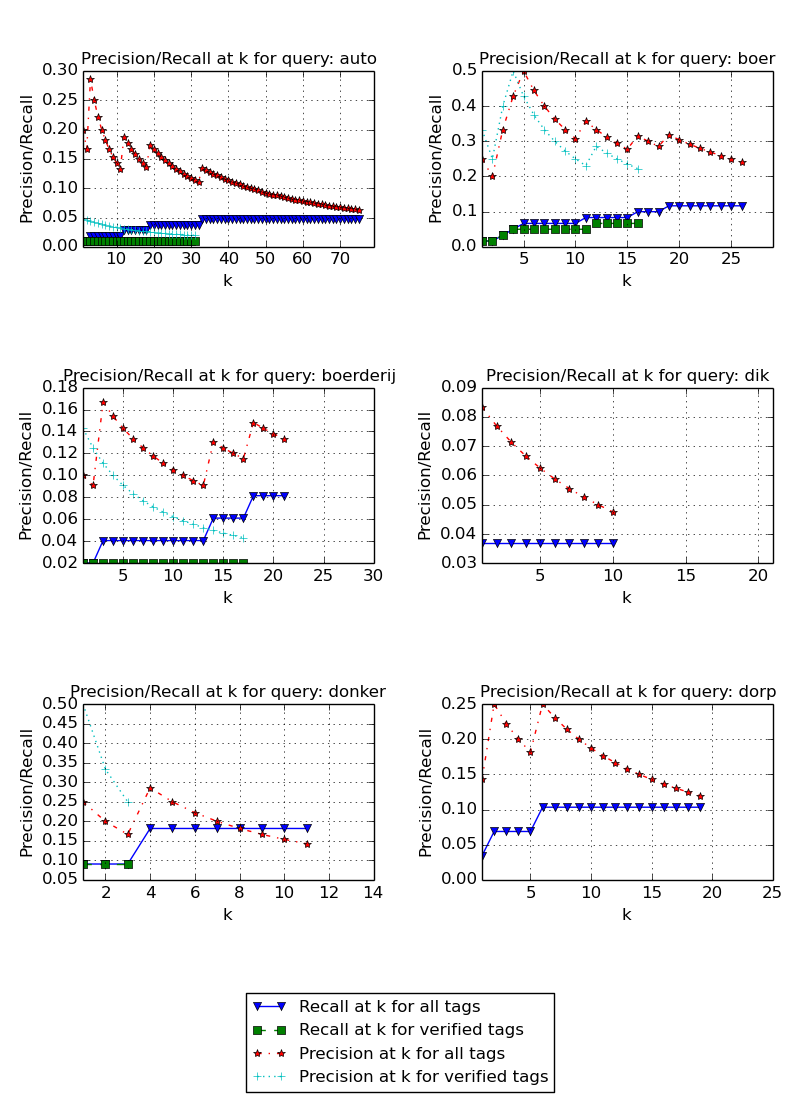 Precision/Recall at k for query: auto
0.30
0.25
0.20
0.15
0.10
0.05
0.00
Precision/Recall
10 20 30 40 50 60 70
k
Precision/Recall at k for query: boer
0.5
0.4
0.3
0.2
0.1
0.0
Precision/Recall
5 10 15 20 25
k
Precision/Recall at k for query: boerderij
0.18
0.16
0.14
0.12
0.10
0.08
0.06
0.04
0.02
Precision/Recall
5 10 15 20 25 30
k
Precision/Recall at k for query: dik
0.09
0.08
0.07
0.06
0.05
0.04
0.03
Precision/Recall
5 10 15 20
k
Precision/Recall at k for query: donker
0.50
0.45
0.40
0.35
0.30
0.25
0.20
0.15
0.10
0.05
Precision/Recall
2 4 6 8 10 12 14
k
Precision/Recall at k for query: dorp
0.25
0.20
0.15
0.10
0.05
0.00
Precision/Recall
5 10 15 20 25
k
Recall at k for all tags
Recall at k for verified tags
Precision at k for all tags
Precision at k for verified tags